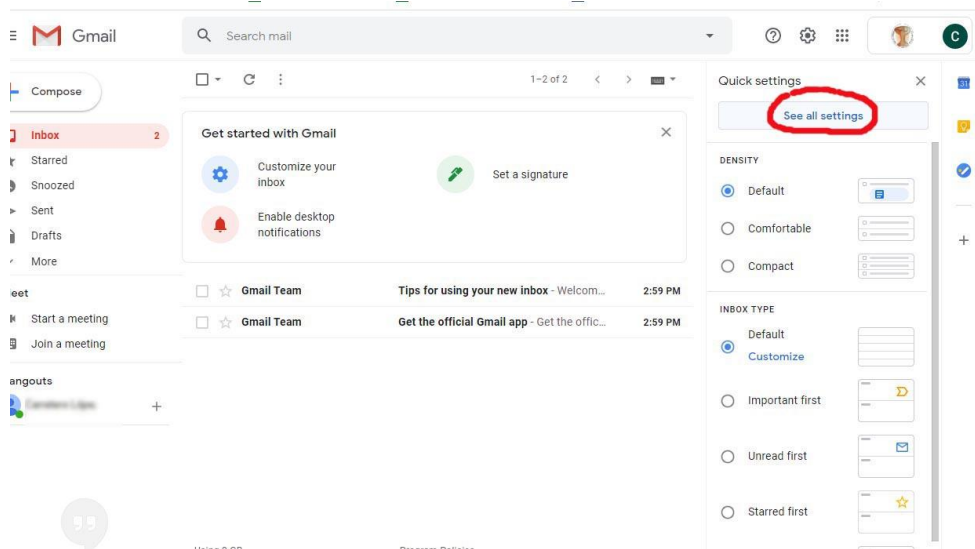 Gmail
Search mail
C
Compose
1–2 of 2
Quick settings
31
See all settings
Inbox 2
Starred
Snoozed
Sent
Drafts
More
Get started with Gmail
Customize your
inbox
Set a signature
Enable desktop
notifications
DENSITY
Default
Comfortable
Compact
Gmail Team Tips for using your new inbox - Welcom... 2:59 PM
Gmail Team Get the official Gmail app - Get the offic... 2:59 PM
INBOX TYPE
Default
Customize
Important first
Unread first
Starred first
eet
Start a meeting
Join a meeting
angouts
Program Policies